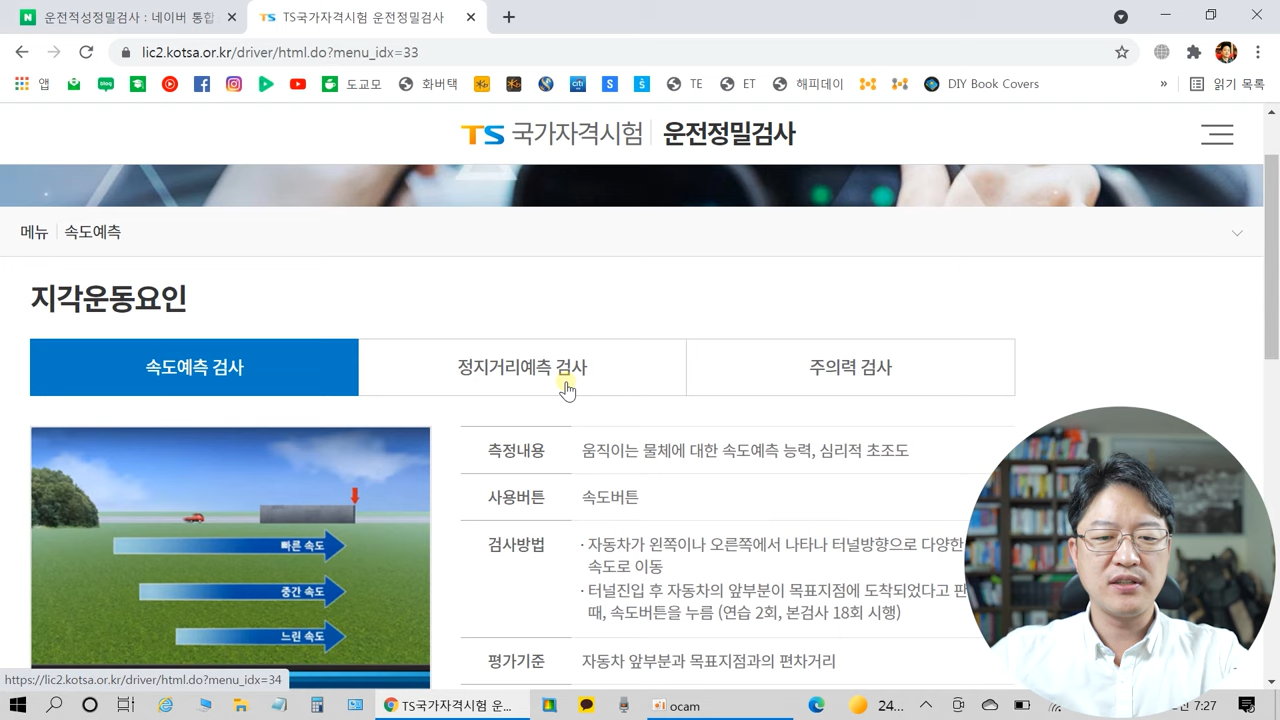 운전적성정밀검사 : 네이버 통합
TS국가자격시험 운전정밀검사
lic2.kotsa.or.kr/driver/html.do?menu_idx=33
앱
blog
도교모
화버택
citi
S
TE
ET
해피데이
DIY Book Covers
»
읽기 목록
TS 국가자격시험 운전정밀검사
메뉴 속도예측
지각운동요인
속도예측 검사
정지거리예측 검사
주의력 검사
빠른 속도
중간 속도
느린 속도
측정내용 움직이는 물체에 대한 속도예측 능력, 심리적 초조도
사용버튼 속도버튼
검사방법 · 자동차가 왼쪽이나 오른쪽에서 나타나 터널방향으로 다양한
속도로 이동
· 터널진입 후 자동차의 앞부분이 목표지점에 도착되었다고 판
때, 속도버튼을 누름 (연습 2회, 본검사 18회 시행)
평가기준 자동차 앞부분과 목표지점과의 편차거리
https://lic2.kotsa.or.kr/driver/html.do?menu_idx=34
TS국가자격시험 운...
ocam
24...
7:27